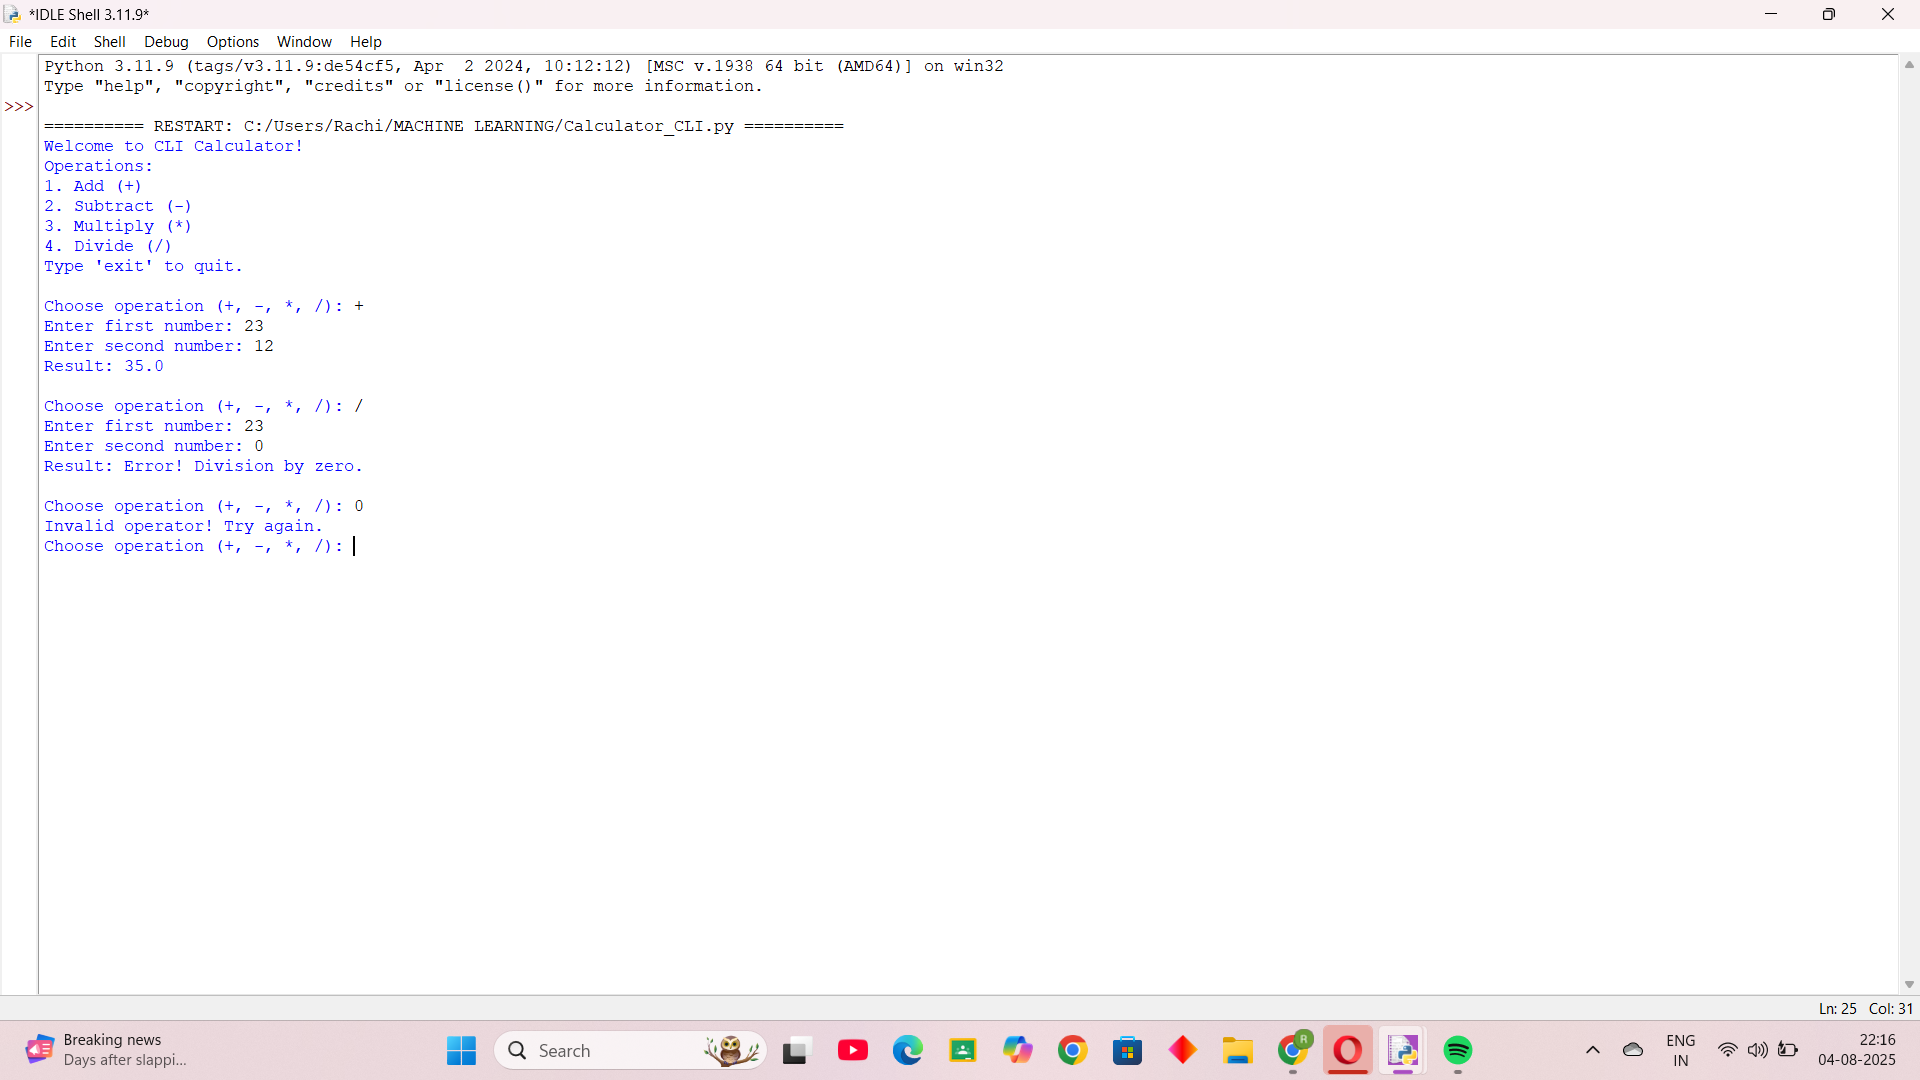 *IDLE Shell 3.11.9*
File Edit Shell Debug Options Window Help
Python 3.11.9 (tags/v3.11.9:de54cf5, Apr  2 2024, 10:12:12) [MSC v.1938 64 bit (AMD64)] on win32
Type "help", "copyright", "credits" or "license()" for more information.
>>>
========== RESTART: C:/Users/Rachi/MACHINE LEARNING/Calculator_CLI.py ==========
Welcome to CLI Calculator!
Operations:
1. Add (+)
2. Subtract (-)
3. Multiply (*)
4. Divide (/)
Type 'exit' to quit.
Choose operation (+, -, *, /): +
Enter first number: 23
Enter second number: 12
Result: 35.0
Choose operation (+, -, *, /): /
Enter first number: 23
Enter second number: 0
Result: Error! Division by zero.
Choose operation (+, -, *, /): 0
Invalid operator! Try again.
Choose operation (+, -, *, /):
Ln: 25 Col: 31
Breaking news
Days after slappi...
Search
R
ENG
IN
22:16
04-08-2025